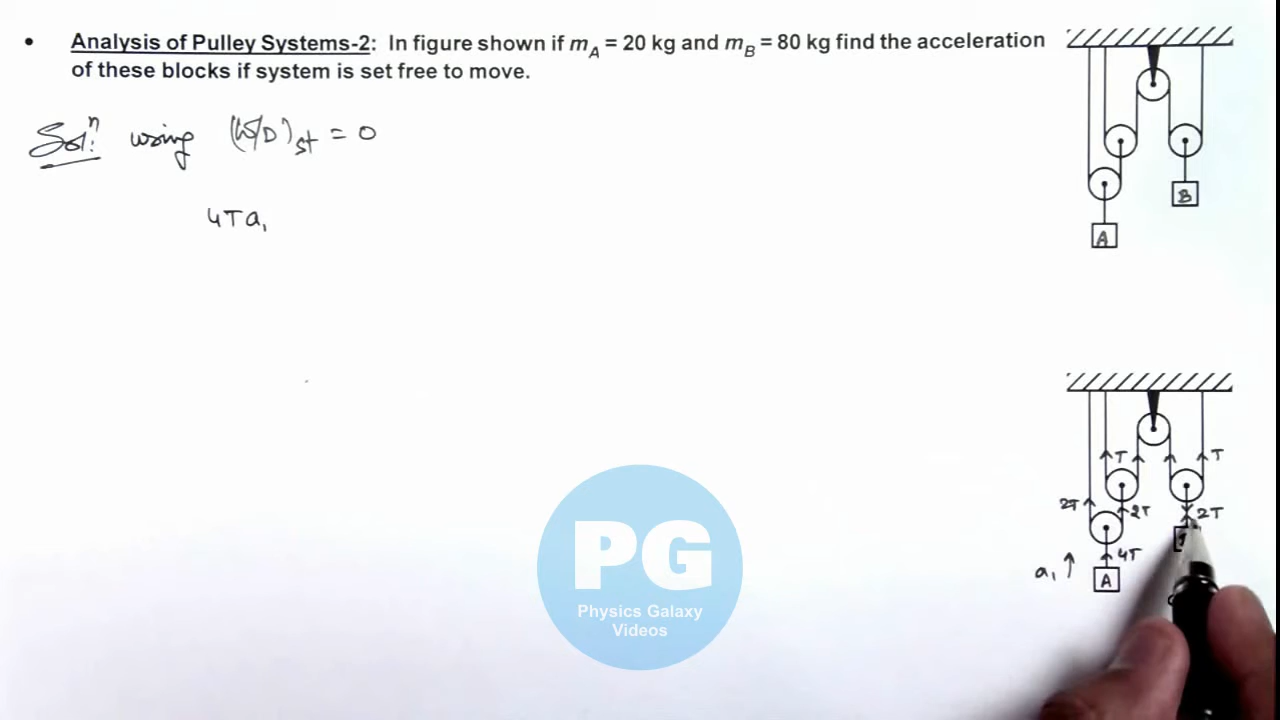 • Analysis of Pulley Systems-2: In figure shown if mA = 20 kg and mB = 80 kg find the acceleration
of these blocks if system is set free to move.
Solⁿ: using (W/D)st = 0
4Ta₁
B
A
T
T
2T
2T
2T
4T
a₁ ↑
A
PG
Physics Galaxy
Videos